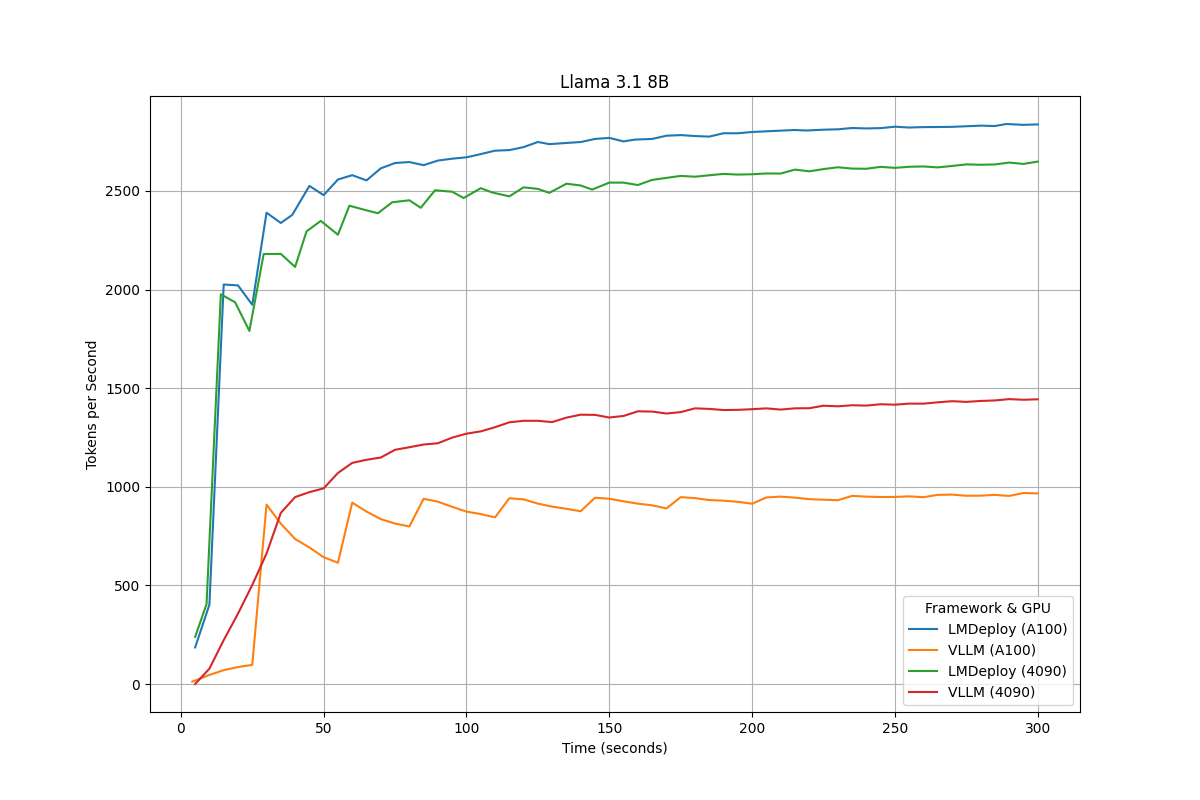 Llama 3.1 8B
Tokens per Second
2500
2000
1500
1000
500
0
0 50 100 150 200 250 300
Time (seconds)
Framework & GPU
LMDeploy (A100)
VLLM (A100)
LMDeploy (4090)
VLLM (4090)